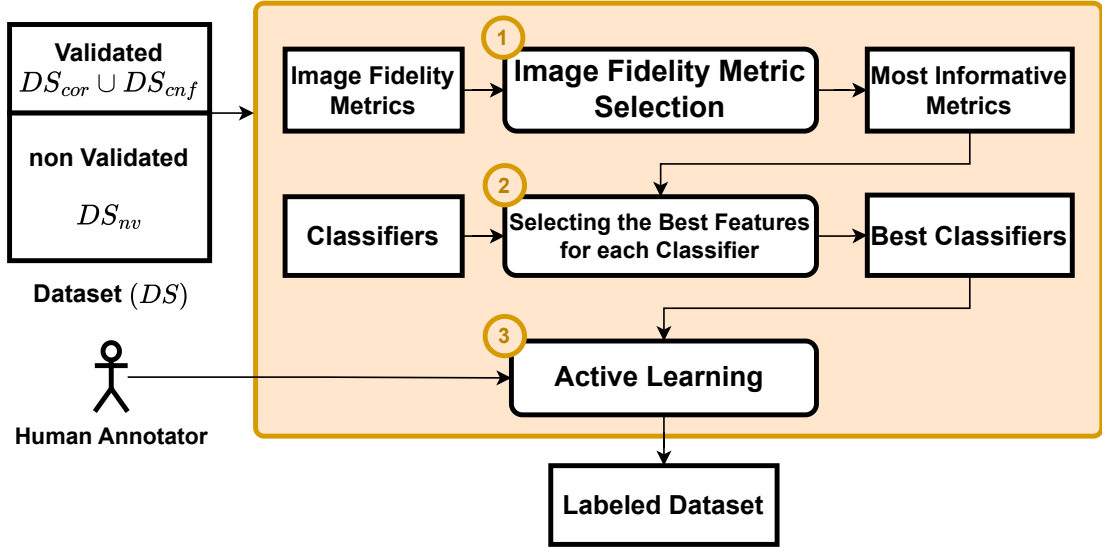 Validated
DS_cor ∪ DS_cnf
non Validated
DS_nv
Dataset (DS)
Human Annotator
1
Image Fidelity
Metrics
Image Fidelity Metric
Selection
Most Informative
Metrics
2
Classifiers
Selecting the Best Features
for each Classifier
Best Classifiers
3
Active Learning
Labeled Dataset